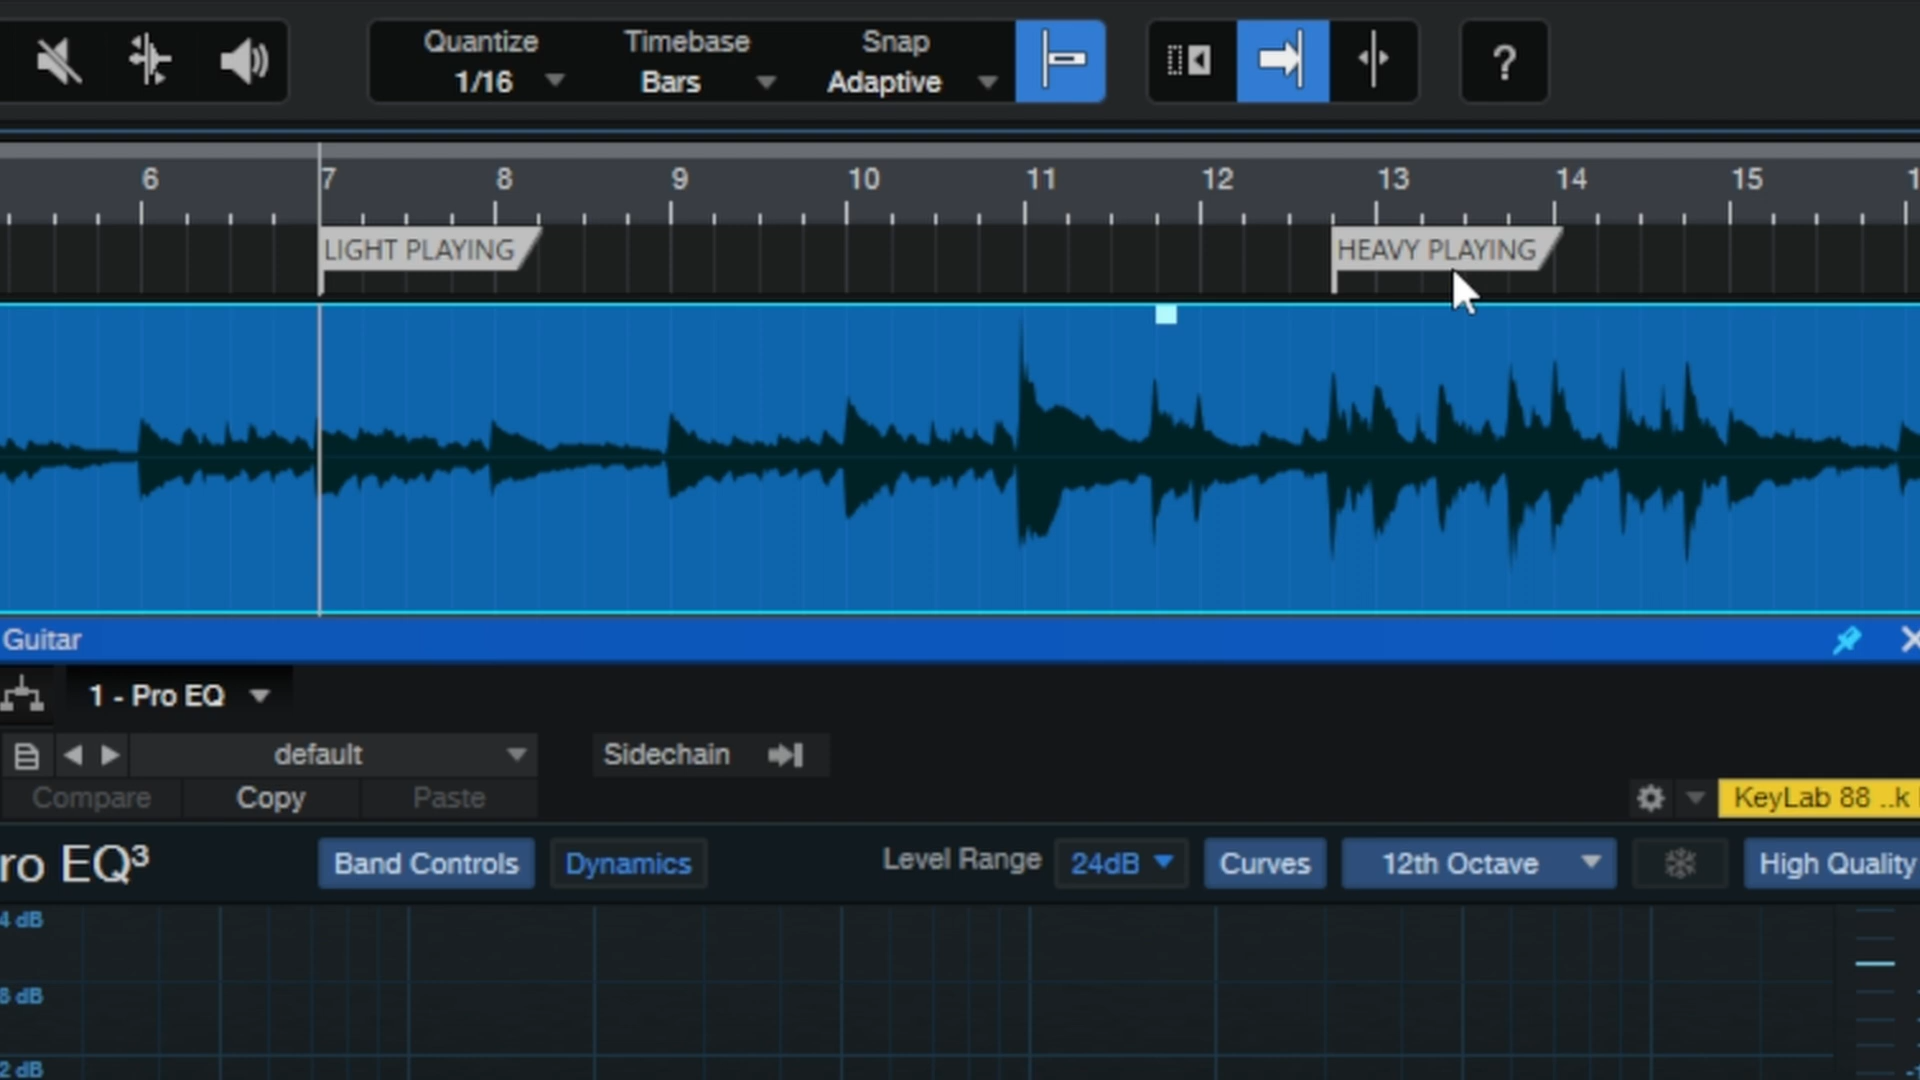 Quantize Timebase Snap
1/16 Bars Adaptive ?
6 7 8 9 10 11 12 13 14 15
LIGHT PLAYING HEAVY PLAYING
Guitar
1 - Pro EQ
default Sidechain
Compare Copy Paste KeyLab 88 ..k
ro EQ³ Band Controls Dynamics Level Range 24dB Curves 12th Octave High Quality
4 dB
8 dB
2 dB